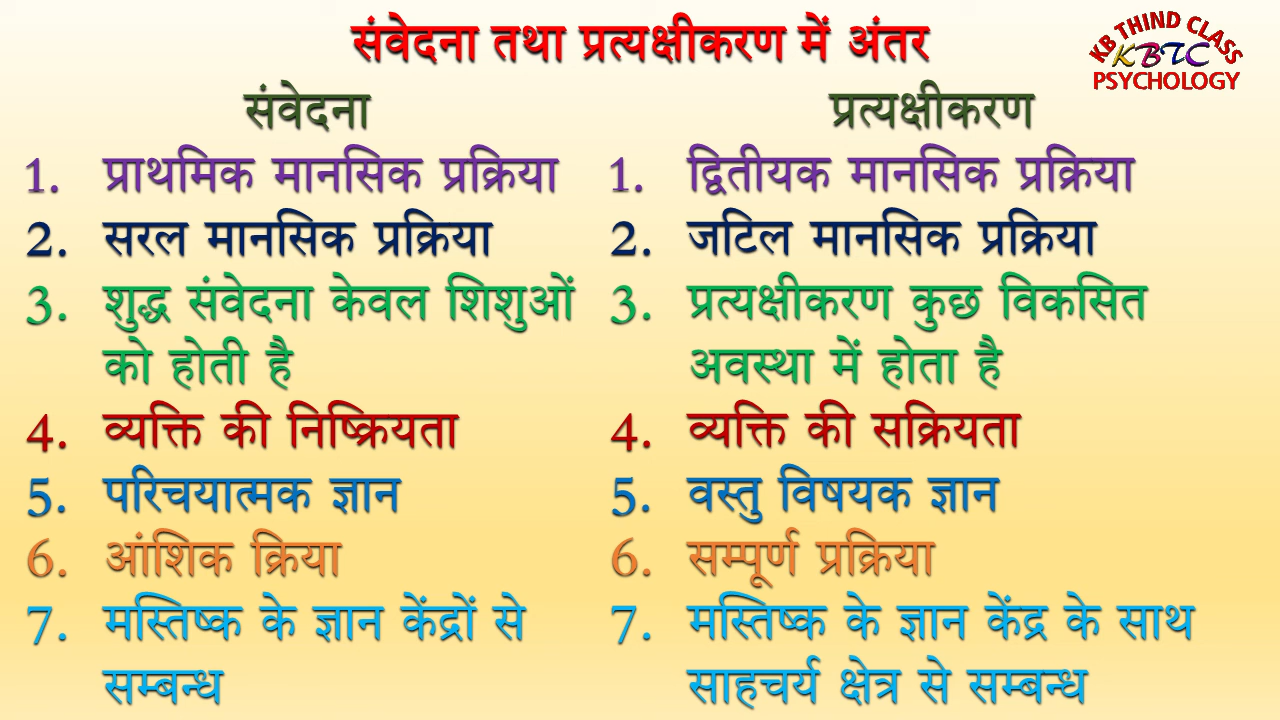 संवेदना तथा प्रत्यक्षीकरण में अंतर
KB THIND CLASS
KBTC
PSYCHOLOGY
संवेदना
1. प्राथमिक मानसिक प्रक्रिया
2. सरल मानसिक प्रक्रिया
3. शुद्ध संवेदना केवल शिशुओं
को होती है
4. व्यक्ति की निष्क्रियता
5. परिचयात्मक ज्ञान
6. आंशिक क्रिया
7. मस्तिष्क के ज्ञान केंद्रों से
सम्बन्ध
प्रत्यक्षीकरण
1. द्वितीयक मानसिक प्रक्रिया
2. जटिल मानसिक प्रक्रिया
3. प्रत्यक्षीकरण कुछ विकसित
अवस्था में होता है
4. व्यक्ति की सक्रियता
5. वस्तु विषयक ज्ञान
6. सम्पूर्ण प्रक्रिया
7. मस्तिष्क के ज्ञान केंद्र के साथ
साहचर्य क्षेत्र से सम्बन्ध